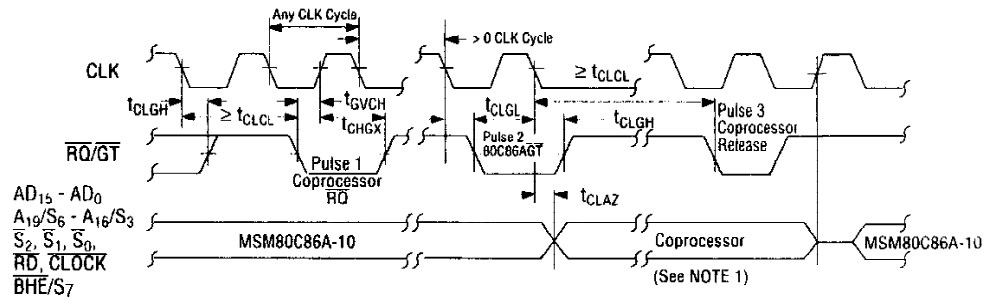 Any CLK Cycle
> 0 CLK Cycle
CLK
≥ tCLCL
tCLGH
≥ tCLCL
tGVCH
tCHGX
tCLGL
tCLGH
Pulse 3
Coprocessor
Release
RQ/GT
Pulse 1
Coprocessor
RQ
Pulse 2
80C86AGT
tCLAZ
AD15 - AD0
A19/S6 - A16/S3
S2, S1, S0,
RD, CLOCK
BHE/S7
MSM80C86A-10
Coprocessor
(See NOTE 1)
MSM80C86A-10